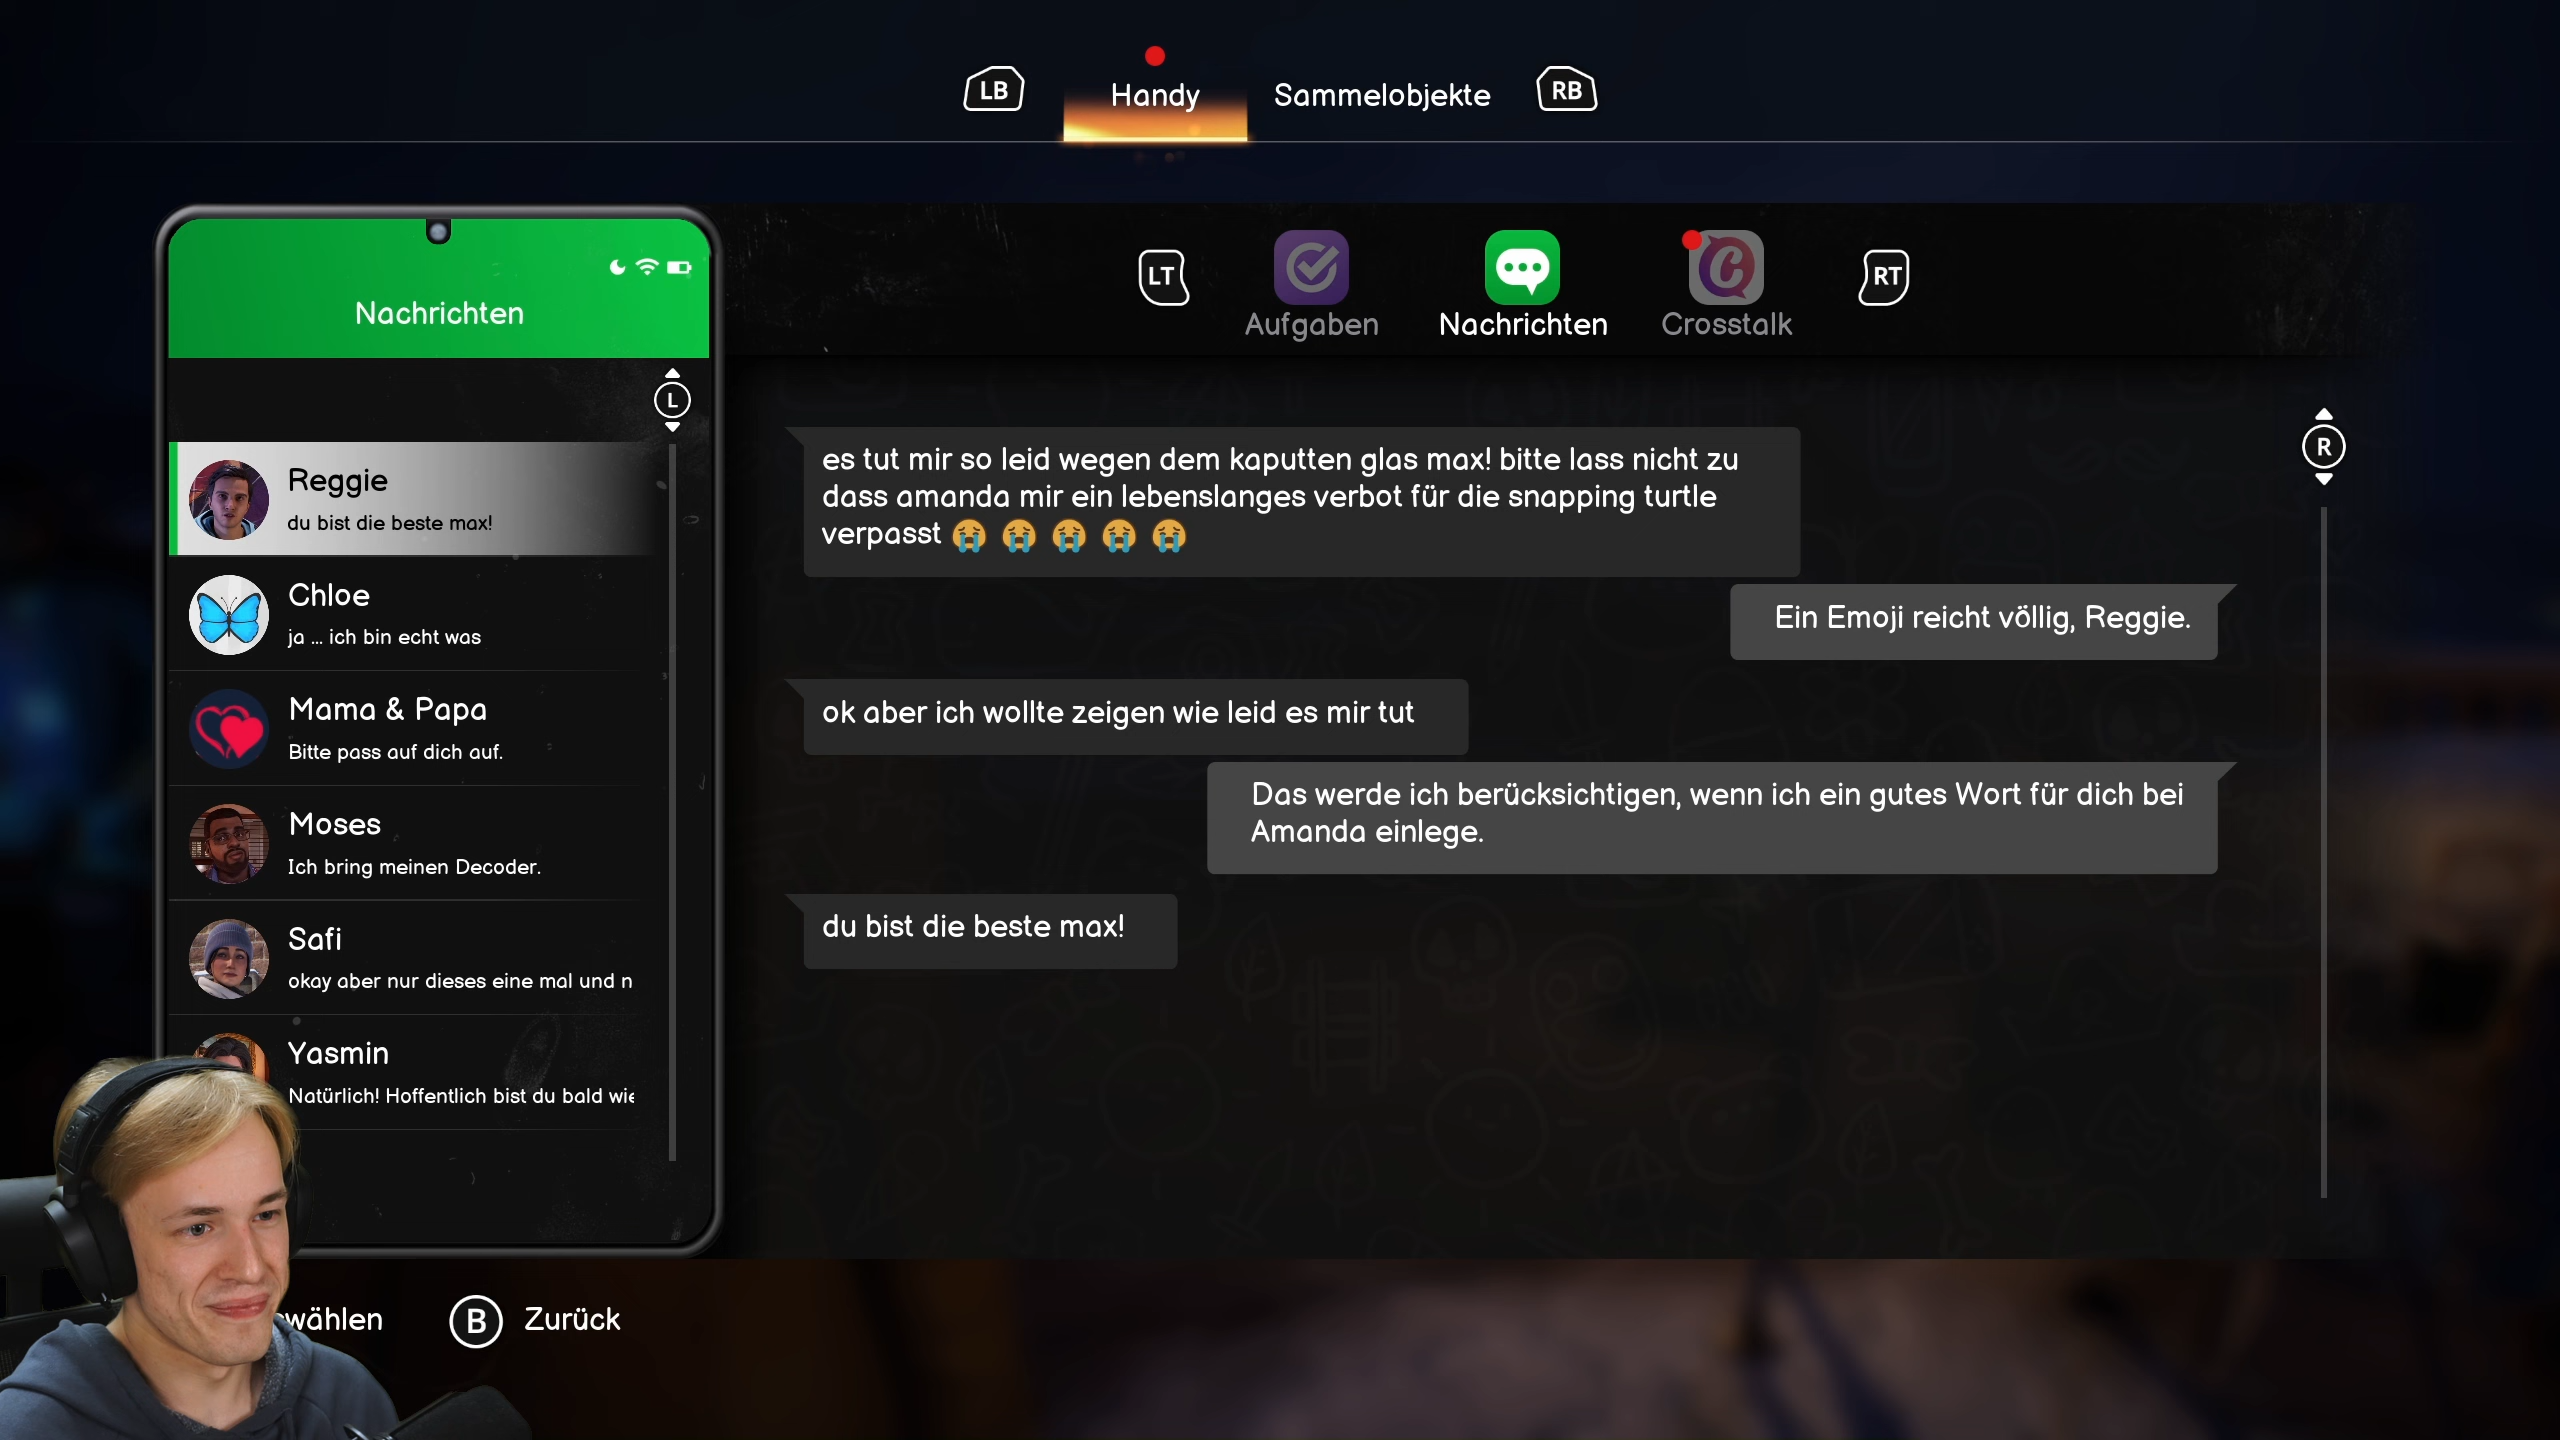 LB
Handy
Sammelobjekte
RB
Nachrichten
L
Reggie
du bist die beste max!
Chloe
ja ... ich bin echt was
Mama & Papa
Bitte pass auf dich auf.
Moses
Ich bring meinen Decoder.
Safi
okay aber nur dieses eine mal und n
Yasmin
Natürlich! Hoffentlich bist du bald wie
LT
Aufgaben
Nachrichten
Crosstalk
RT
R
es tut mir so leid wegen dem kaputten glas max! bitte lass nicht zu
dass amanda mir ein lebenslanges verbot für die snapping turtle
verpasst 😭 😭 😭 😭 😭
Ein Emoji reicht völlig, Reggie.
ok aber ich wollte zeigen wie leid es mir tut
Das werde ich berücksichtigen, wenn ich ein gutes Wort für dich bei
Amanda einlege.
du bist die beste max!
wählen
B Zurück